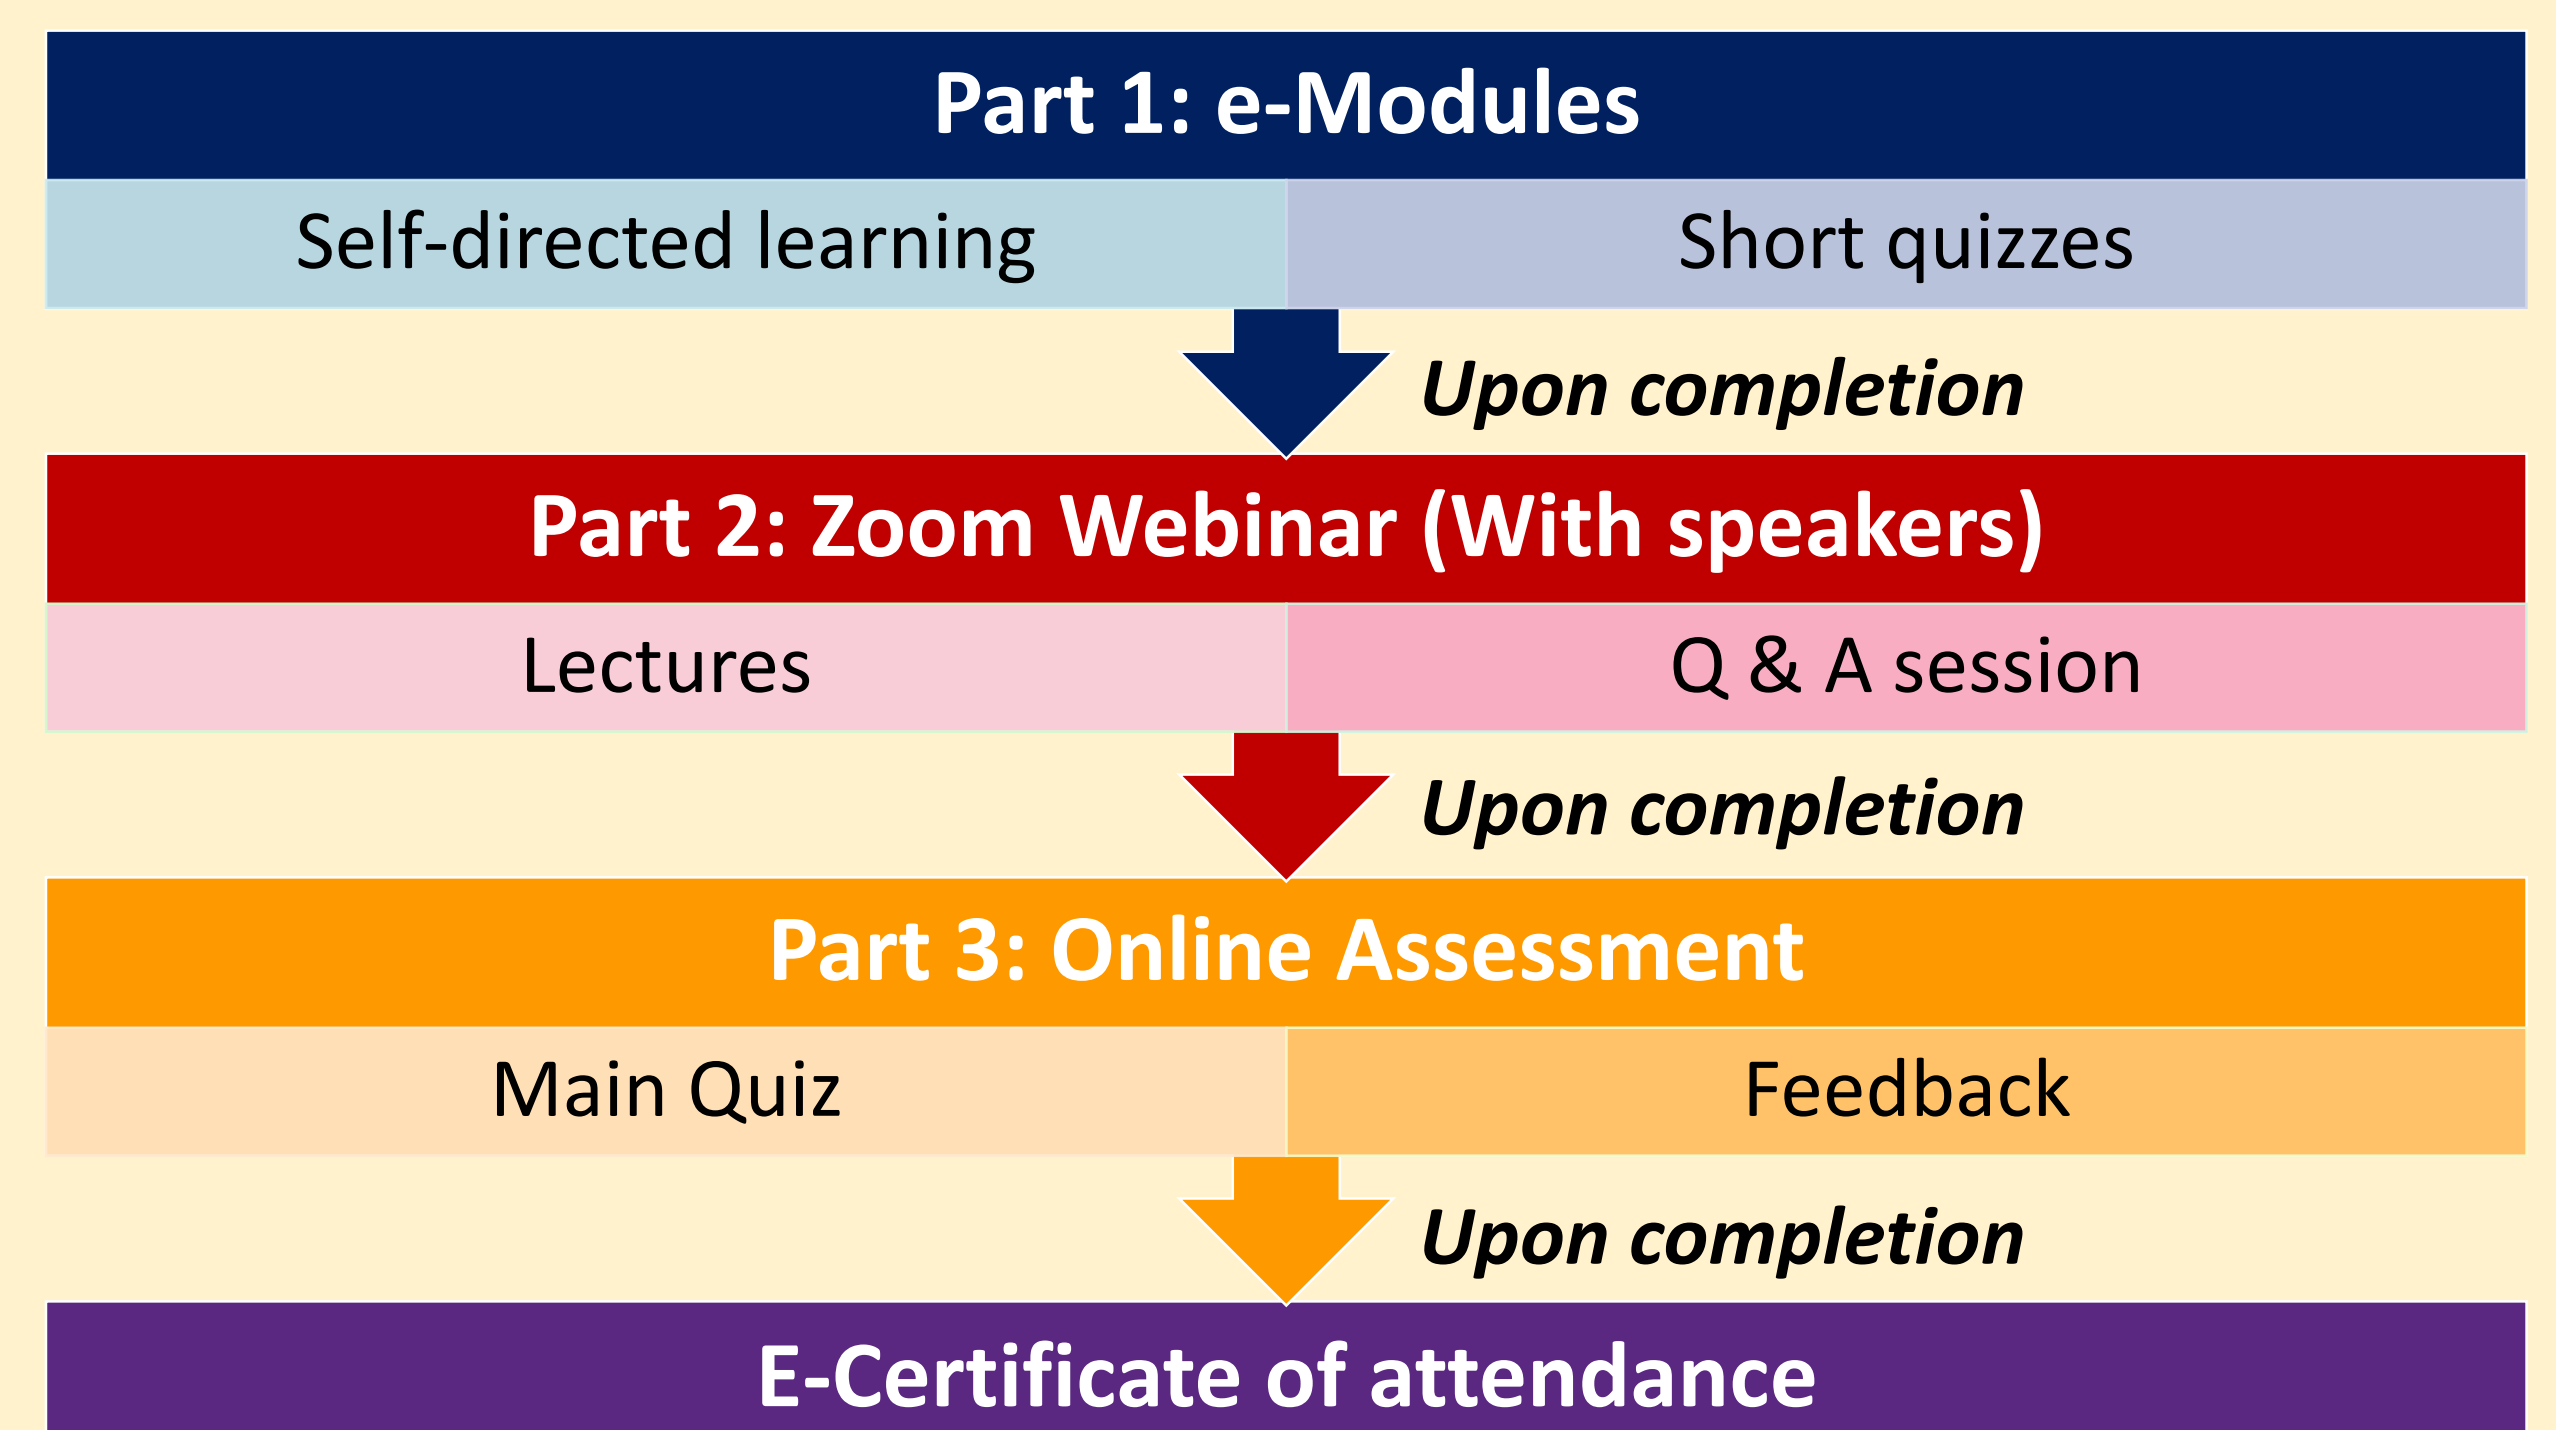 Part 1: e-Modules
Self-directed learning
Short quizzes
Upon completion
Part 2: Zoom Webinar (With speakers)
Lectures
Q & A session
Upon completion
Part 3: Online Assessment
Main Quiz
Feedback
Upon completion
E-Certificate of attendance